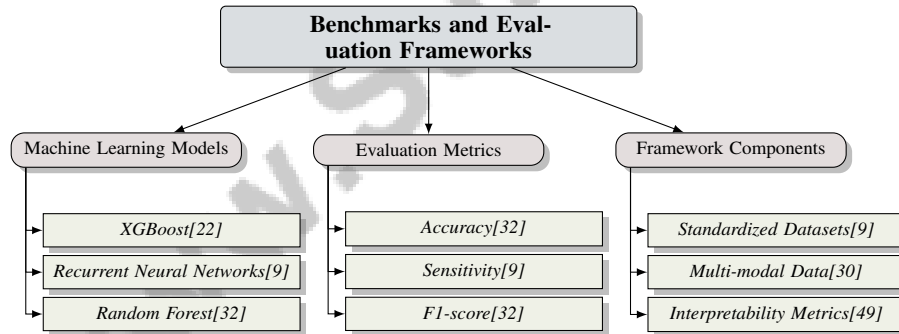 Benchmarks and Eval-
uation Frameworks
Machine Learning Models
Evaluation Metrics
Framework Components
XGBoost[22]
Accuracy[32]
Standardized Datasets[9]
Recurrent Neural Networks[9]
Sensitivity[9]
Multi-modal Data[30]
Random Forest[32]
F1-score[32]
Interpretability Metrics[49]